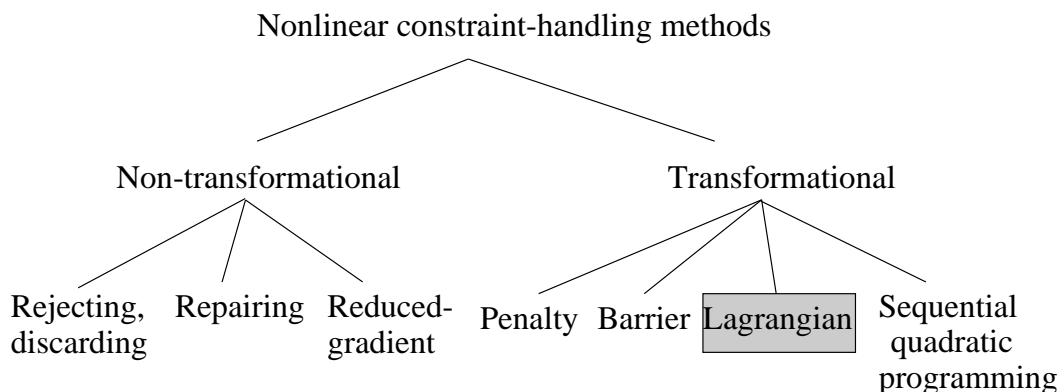 Nonlinear constraint-handling methods
Non-transformational
Transformational
Rejecting,
discarding
Repairing
Reduced-
gradient
Penalty
Barrier
Lagrangian
Sequential
quadratic
programming